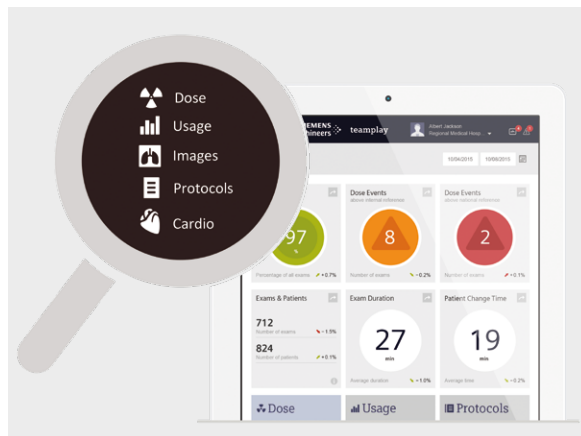 Dose
Usage
Images
Protocols
Cardio
teamplay
Albert Jackson
Regional Medical Hosp...
10/04/2015 10/08/2015
97
Percentage of all exams +0.7%
Dose Events
above internal reference
8
Number of exams -0.2%
Dose Events
above national reference
2
Number of exams +0.1%
Exams & Patients
712
Number of exams -1.5%
824
Number of patients +0.1%
Exam Duration
27
min
Average duration -1.0%
Patient Change Time
19
min
Average time -0.2%
Dose
Usage
Protocols